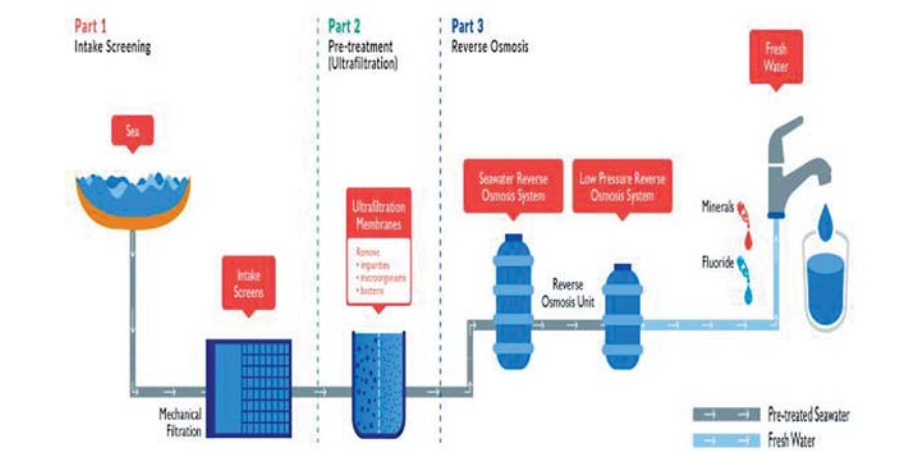 Part 1
Intake Screening
Part 2
Pre-treatment
(Ultrafiltration)
Part 3
Reverse Osmosis
Fresh
Water
Sea
Seawater Reverse
Osmosis System
Low Pressure Reverse
Osmosis System
Ultrafiltration
Membranes
Remove
• impurities
• microorganisms
• bacteria
Minerals
Fluoride
Intake
Screens
Reverse
Osmosis Unit
Mechanical
Filtration
Pre-treated Seawater
Fresh Water